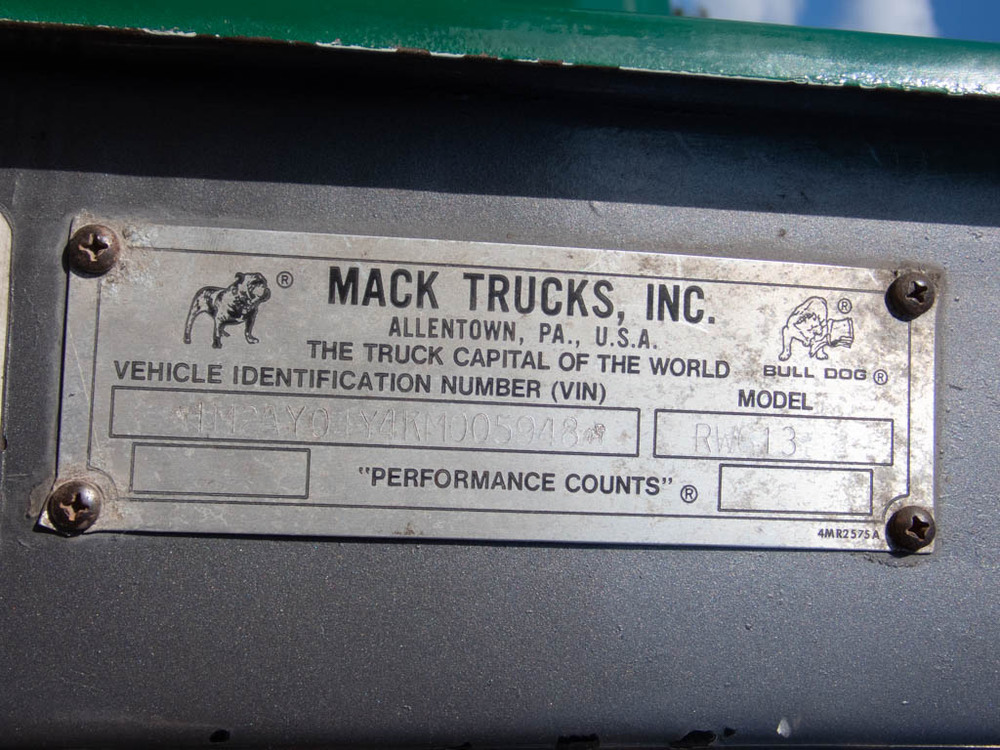 ® MACK TRUCKS, INC. ®
ALLENTOWN, PA., U.S.A.
THE TRUCK CAPITAL OF THE WORLD
BULL DOG ®
VEHICLE IDENTIFICATION NUMBER (VIN)
MODEL
"PERFORMANCE COUNTS" ®
4MR2575A